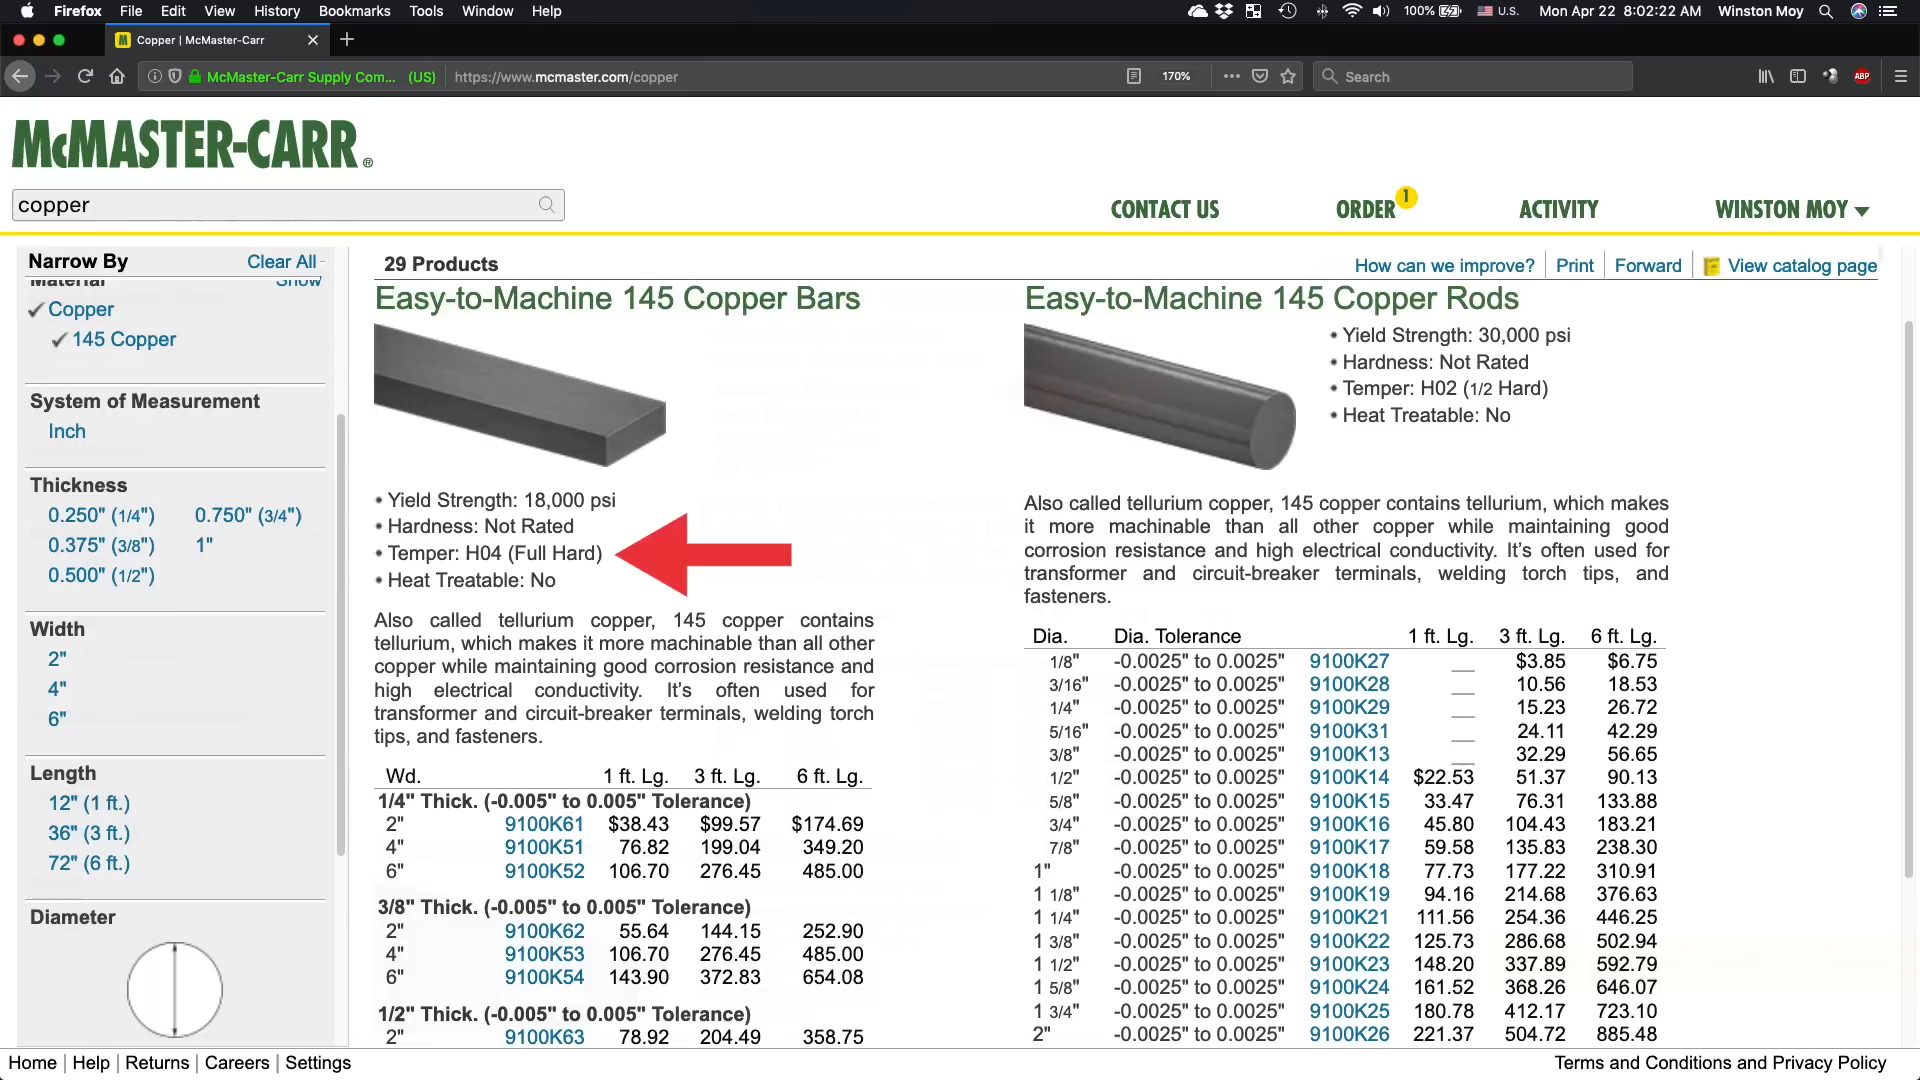 Firefox File Edit View History Bookmarks Tools Window Help 100% U.S. Mon Apr 22 8:02:22 AM Winston Moy
M Copper | McMaster-Carr
McMaster-Carr Supply Com... (US) https://www.mcmaster.com/copper 170% Search ABP
McMASTER-CARR®
copper
CONTACT US ORDER 1 ACTIVITY WINSTON MOY
Narrow By Clear All
Material Show
Copper
145 Copper
System of Measurement
Inch
Thickness
0.250" (1/4") 0.750" (3/4")
0.375" (3/8") 1"
0.500" (1/2")
Width
2"
4"
6"
Length
12" (1 ft.)
36" (3 ft.)
72" (6 ft.)
Diameter
29 Products How can we improve? Print Forward View catalog page
Easy-to-Machine 145 Copper Bars
• Yield Strength: 18,000 psi
• Hardness: Not Rated
• Temper: H04 (Full Hard)
• Heat Treatable: No
Also called tellurium copper, 145 copper contains
tellurium, which makes it more machinable than all other
copper while maintaining good corrosion resistance and
high electrical conductivity. It's often used for
transformer and circuit-breaker terminals, welding torch
tips, and fasteners.
Wd. 1 ft. Lg. 3 ft. Lg. 6 ft. Lg.
1/4" Thick. (-0.005" to 0.005" Tolerance)
2" 9100K61 $38.43 $99.57 $174.69
4" 9100K51 76.82 199.04 349.20
6" 9100K52 106.70 276.45 485.00
3/8" Thick. (-0.005" to 0.005" Tolerance)
2" 9100K62 55.64 144.15 252.90
4" 9100K53 106.70 276.45 485.00
6" 9100K54 143.90 372.83 654.08
1/2" Thick. (-0.005" to 0.005" Tolerance)
2" 9100K63 78.92 204.49 358.75
Easy-to-Machine 145 Copper Rods
• Yield Strength: 30,000 psi
• Hardness: Not Rated
• Temper: H02 (1/2 Hard)
• Heat Treatable: No
Also called tellurium copper, 145 copper contains tellurium, which makes
it more machinable than all other copper while maintaining good
corrosion resistance and high electrical conductivity. It's often used for
transformer and circuit-breaker terminals, welding torch tips, and
fasteners.
Dia. Dia. Tolerance 1 ft. Lg. 3 ft. Lg. 6 ft. Lg.
1/8" -0.0025" to 0.0025" 9100K27 __ $3.85 $6.75
3/16" -0.0025" to 0.0025" 9100K28 __ 10.56 18.53
1/4" -0.0025" to 0.0025" 9100K29 __ 15.23 26.72
5/16" -0.0025" to 0.0025" 9100K31 __ 24.11 42.29
3/8" -0.0025" to 0.0025" 9100K13 __ 32.29 56.65
1/2" -0.0025" to 0.0025" 9100K14 $22.53 51.37 90.13
5/8" -0.0025" to 0.0025" 9100K15 33.47 76.31 133.88
3/4" -0.0025" to 0.0025" 9100K16 45.80 104.43 183.21
7/8" -0.0025" to 0.0025" 9100K17 59.58 135.83 238.30
1" -0.0025" to 0.0025" 9100K18 77.73 177.22 310.91
1 1/8" -0.0025" to 0.0025" 9100K19 94.16 214.68 376.63
1 1/4" -0.0025" to 0.0025" 9100K21 111.56 254.36 446.25
1 3/8" -0.0025" to 0.0025" 9100K22 125.73 286.68 502.94
1 1/2" -0.0025" to 0.0025" 9100K23 148.20 337.89 592.79
1 5/8" -0.0025" to 0.0025" 9100K24 161.52 368.26 646.07
1 3/4" -0.0025" to 0.0025" 9100K25 180.78 412.17 723.10
2" -0.0025" to 0.0025" 9100K26 221.37 504.72 885.48
Home | Help | Returns | Careers | Settings Terms and Conditions and Privacy Policy